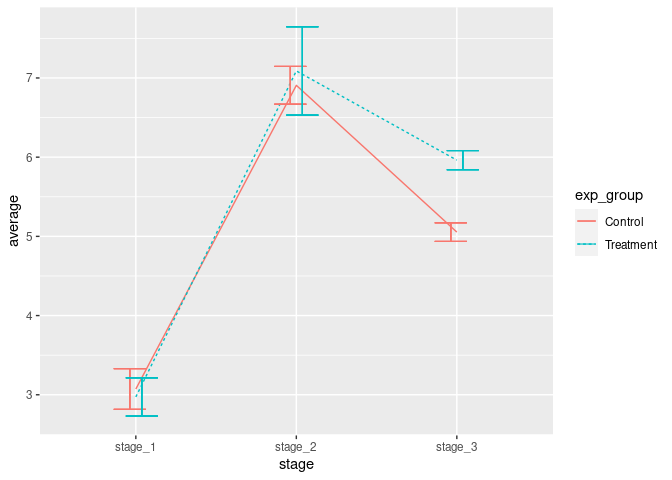 7
6
5
4
3
average
stage_1 stage_2 stage_3
stage
exp_group
Control
Treatment